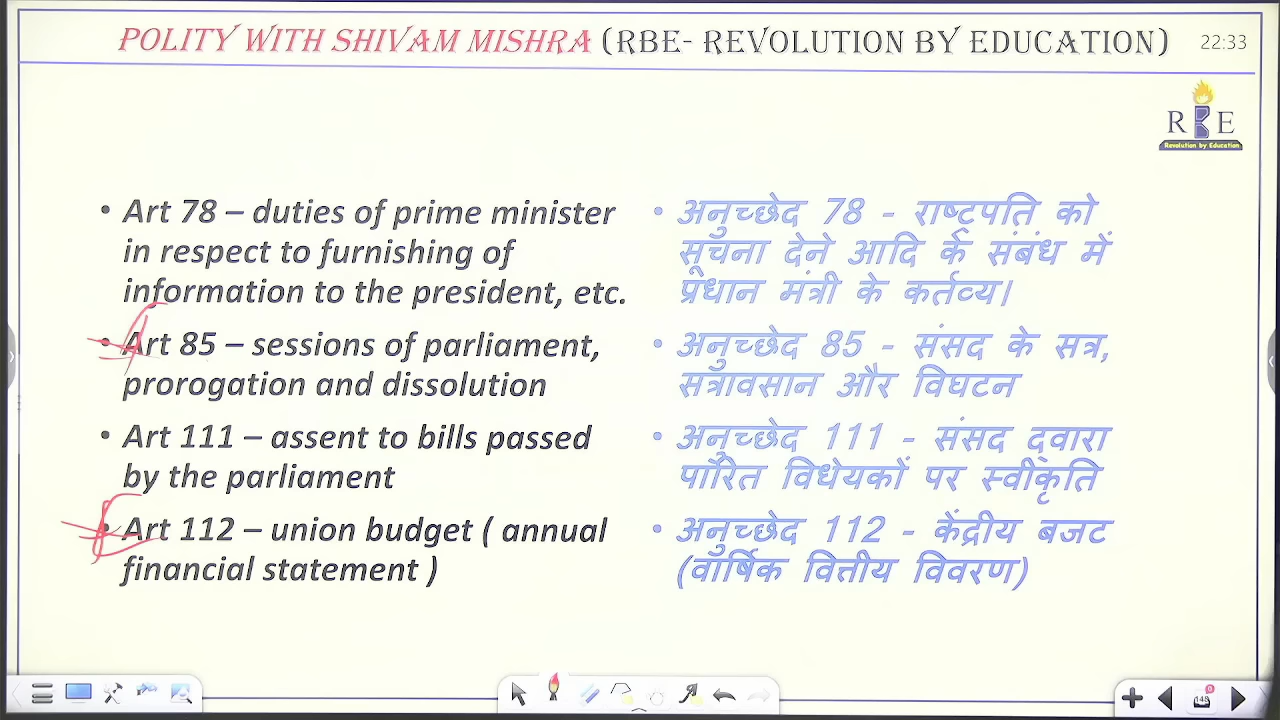 POLITY WITH SHIVAM MISHRA (RBE- REVOLUTION BY EDUCATION)
22:33
R B E
Revolution by Education
• Art 78 – duties of prime minister
in respect to furnishing of
information to the president, etc.
• Art 85 – sessions of parliament,
prorogation and dissolution
• Art 111 – assent to bills passed
by the parliament
• Art 112 – union budget ( annual
financial statement )
• अनुच्छेद 78 - राष्ट्रपति को
सूचना देने आदि के संबंध में
प्रधान मंत्री के कर्तव्य।
• अनुच्छेद 85 - संसद के सत्र,
सत्रावसान और विघटन
• अनुच्छेद 111 - संसद द्वारा
पारित विधेयकों पर स्वीकृति
• अनुच्छेद 112 - केंद्रीय बजट
(वार्षिक वित्तीय विवरण)